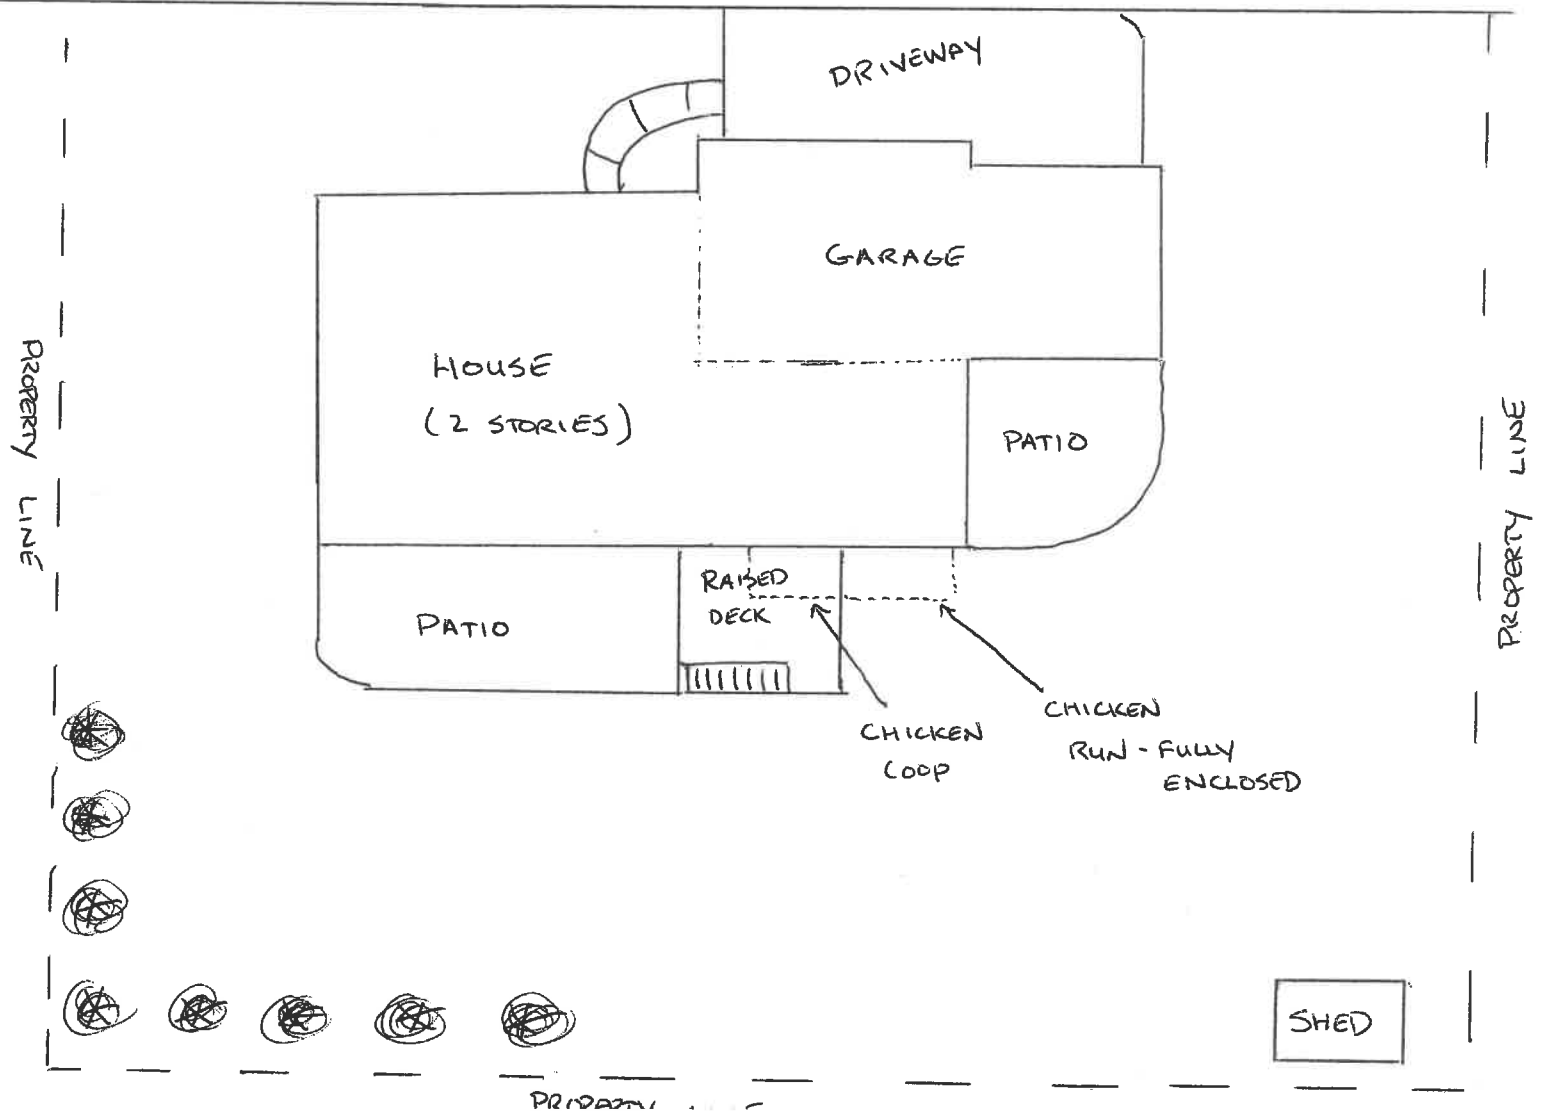 DRIVEWAY
GARAGE
HOUSE
(2 STORIES)
PATIO
PROPERTY LINE
PROPERTY LINE
RAISED
DECK
PATIO
CHICKEN
COOP
CHICKEN
RUN - FULLY
ENCLOSED
SHED
PROPERTY